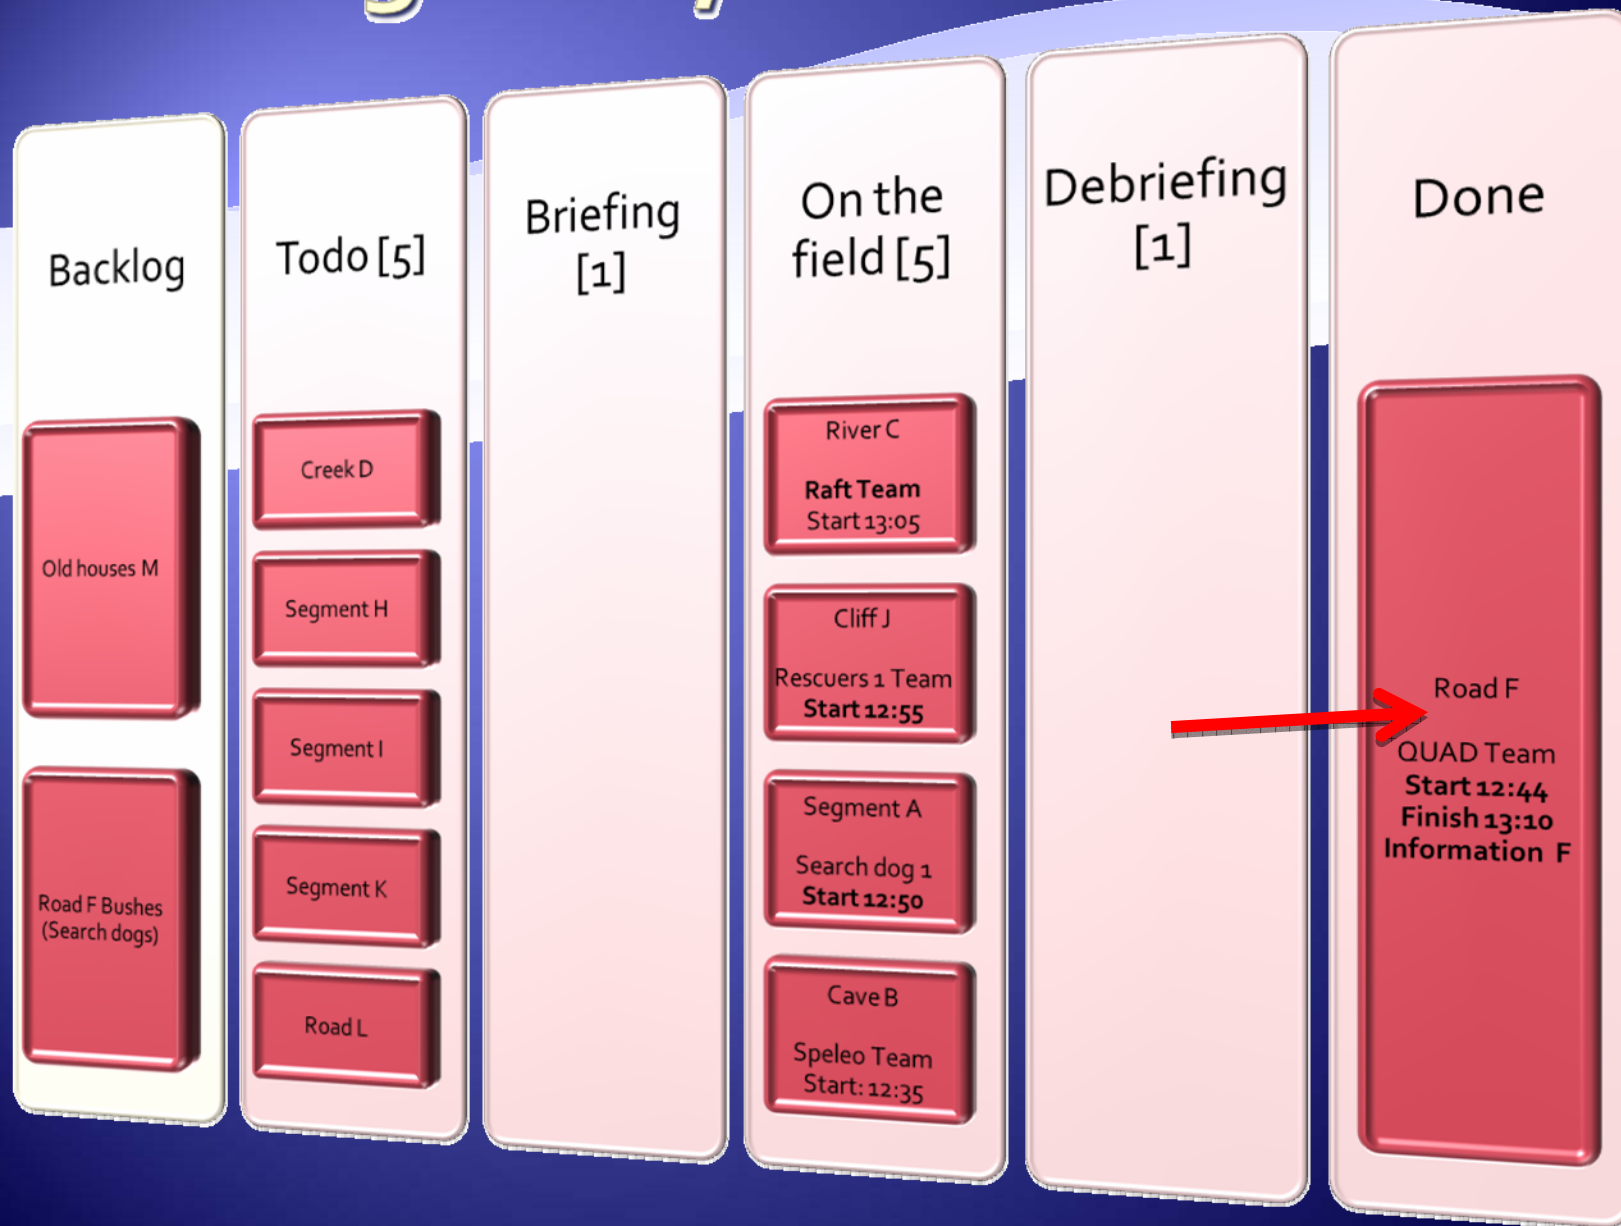 Backlog
Old houses M
Road F Bushes
(Search dogs)
Todo [5]
Creek D
Segment H
Segment I
Segment K
Road L
Briefing
[1]
On the
field [5]
River C
Raft Team
Start 13:05
Cliff J
Rescuers 1 Team
Start 12:55
Segment A
Search dog 1
Start 12:50
Cave B
Speleo Team
Start: 12:35
Debriefing
[1]
Done
Road F
QUAD Team
Start 12:44
Finish 13:10
Information F